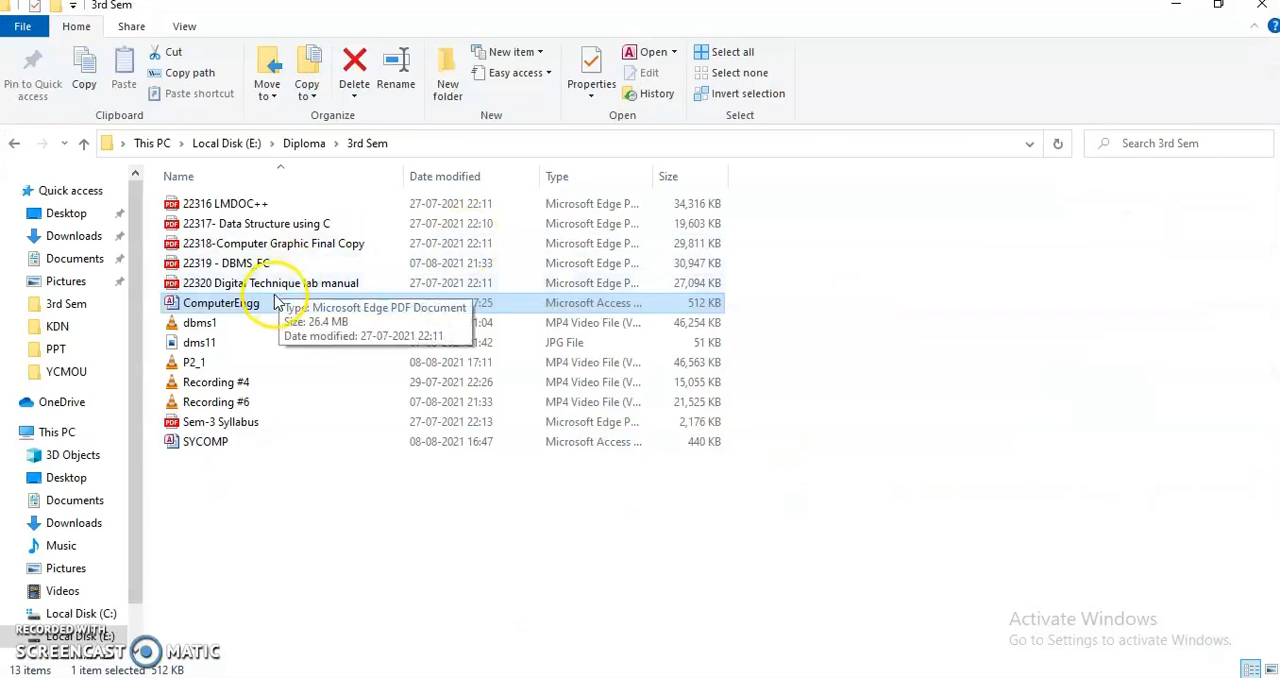 3rd Sem
File Home Share View
Pin to Quick access
Copy
Paste
Cut
Copy path
Paste shortcut
Clipboard
Move to
Copy to
Delete
Rename
Organize
New folder
New item
Easy access
New
Properties
Open
Edit
History
Open
Select all
Select none
Invert selection
Select
This PC > Local Disk (E:) > Diploma > 3rd Sem
Search 3rd Sem
Name Date modified Type Size
22316 LMDOC++ 27-07-2021 22:11 Microsoft Edge P... 34,316 KB
22317- Data Structure using C 27-07-2021 22:10 Microsoft Edge P... 19,603 KB
22318-Computer Graphic Final Copy 27-07-2021 22:11 Microsoft Edge P... 29,811 KB
22319 - DBMS_FC 07-08-2021 21:33 Microsoft Edge P... 30,947 KB
22320 Digital Technique lab manual 27-07-2021 22:11 Microsoft Edge P... 27,094 KB
ComputerEngg 7:25 Microsoft Access ... 512 KB
dbms1 1:04 MP4 Video File (V... 46,254 KB
dms11 1:42 JPG File 51 KB
P2_1 08-08-2021 17:11 MP4 Video File (V... 46,563 KB
Recording #4 29-07-2021 22:26 MP4 Video File (V... 15,055 KB
Recording #6 07-08-2021 21:33 MP4 Video File (V... 21,525 KB
Sem-3 Syllabus 27-07-2021 22:13 Microsoft Edge P... 2,176 KB
SYCOMP 08-08-2021 16:47 Microsoft Access ... 440 KB
Type: Microsoft Edge PDF Document
Size: 26.4 MB
Date modified: 27-07-2021 22:11
Quick access
Desktop
Downloads
Documents
Pictures
3rd Sem
KDN
PPT
YCMOU
OneDrive
This PC
3D Objects
Desktop
Documents
Downloads
Music
Pictures
Videos
Local Disk (C:)
Local Disk (E:)
RECORDED WITH
SCREENCAST MATIC
13 items 1 item selected 512 KB
Activate Windows
Go to Settings to activate Windows.